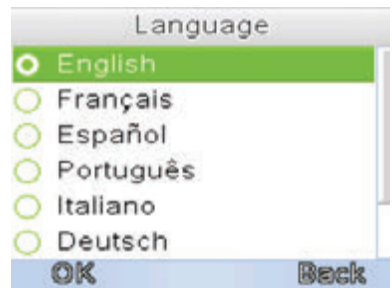 Language
English
Français
Español
Português
Italiano
Deutsch
OK Back